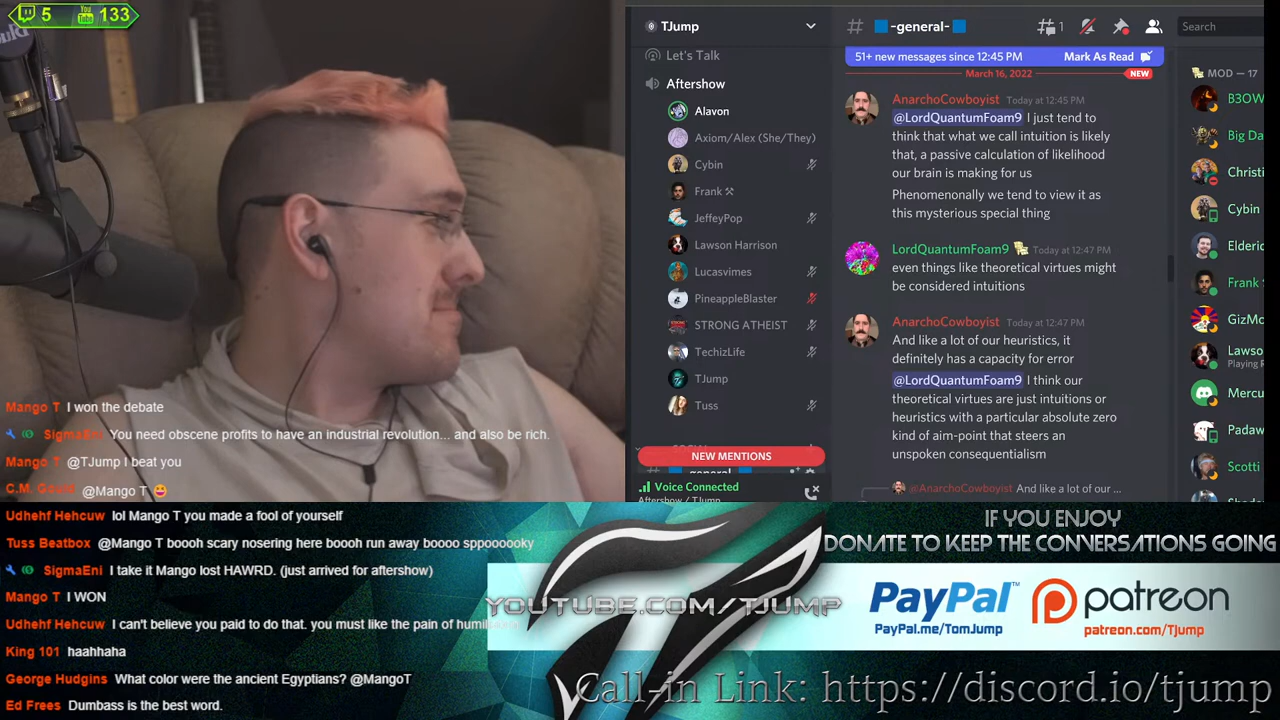 5
You Tube
133
TJump
Let's Talk
Aftershow
Alavon
Axiom/Alex (She/They)
Cybin
Frank ⚒
JeffeyPop
Lawson Harrison
Lucasvimes
PineappleBlaster
STRONG ATHEIST
TechizLife
TJump
Tuss
NEW MENTIONS
-general-
Voice Connected
Aftershow / TJump
# -general-
1
Search
51+ new messages since 12:45 PM
Mark As Read
March 16, 2022
NEW
AnarchoCowboyist Today at 12:45 PM
@LordQuantumFoam9 I just tend to
think that what we call intuition is likely
that, a passive calculation of likelihood
our brain is making for us
Phenomenonally we tend to view it as
this mysterious special thing
LordQuantumFoam9 Today at 12:47 PM
even things like theoretical virtues might
be considered intuitions
AnarchoCowboyist Today at 12:47 PM
And like a lot of our heuristics, it
definitely has a capacity for error
@LordQuantumFoam9 I think our
theoretical virtues are just intuitions or
heuristics with a particular absolute zero
kind of aim-point that steers an
unspoken consequentialism
@AnarchoCowboyist And like a lot of our ...
MOD — 17
B3OW
Big Da
Christi
Cybin
Elderic
Frank
GizMo
Lawso
Playing R
Mercu
Padaw
Scotti
Mango T I won the debate
SigmaEni You need obscene profits to have an industrial revolution... and also be rich.
Mango T @TJump I beat you
C.M. @Mango T 😀
Udhehf Hehcuw lol Mango T you made a fool of yourself
Tuss Beatbox @Mango T boooh scary nosering here boooh run away boooo sppoooooky
SigmaEni I take it Mango lost HAWRD. (just arrived for aftershow)
Mango T I WON
Udhehf Hehcuw I can't believe you paid to do that. you must like the pain of
King 101 haahhaha
George Hudgins What color were the ancient Egyptians? @MangoT
Ed Frees Dumbass is the best word.
IF YOU ENJOY
DONATE TO KEEP THE CONVERSATIONS GOING
YOUTUBE.COM/TJUMP
PayPal™
PayPal.me/TomJump
patreon
patreon.com/Tjump
Call-in Link: https://discord.io/tjump